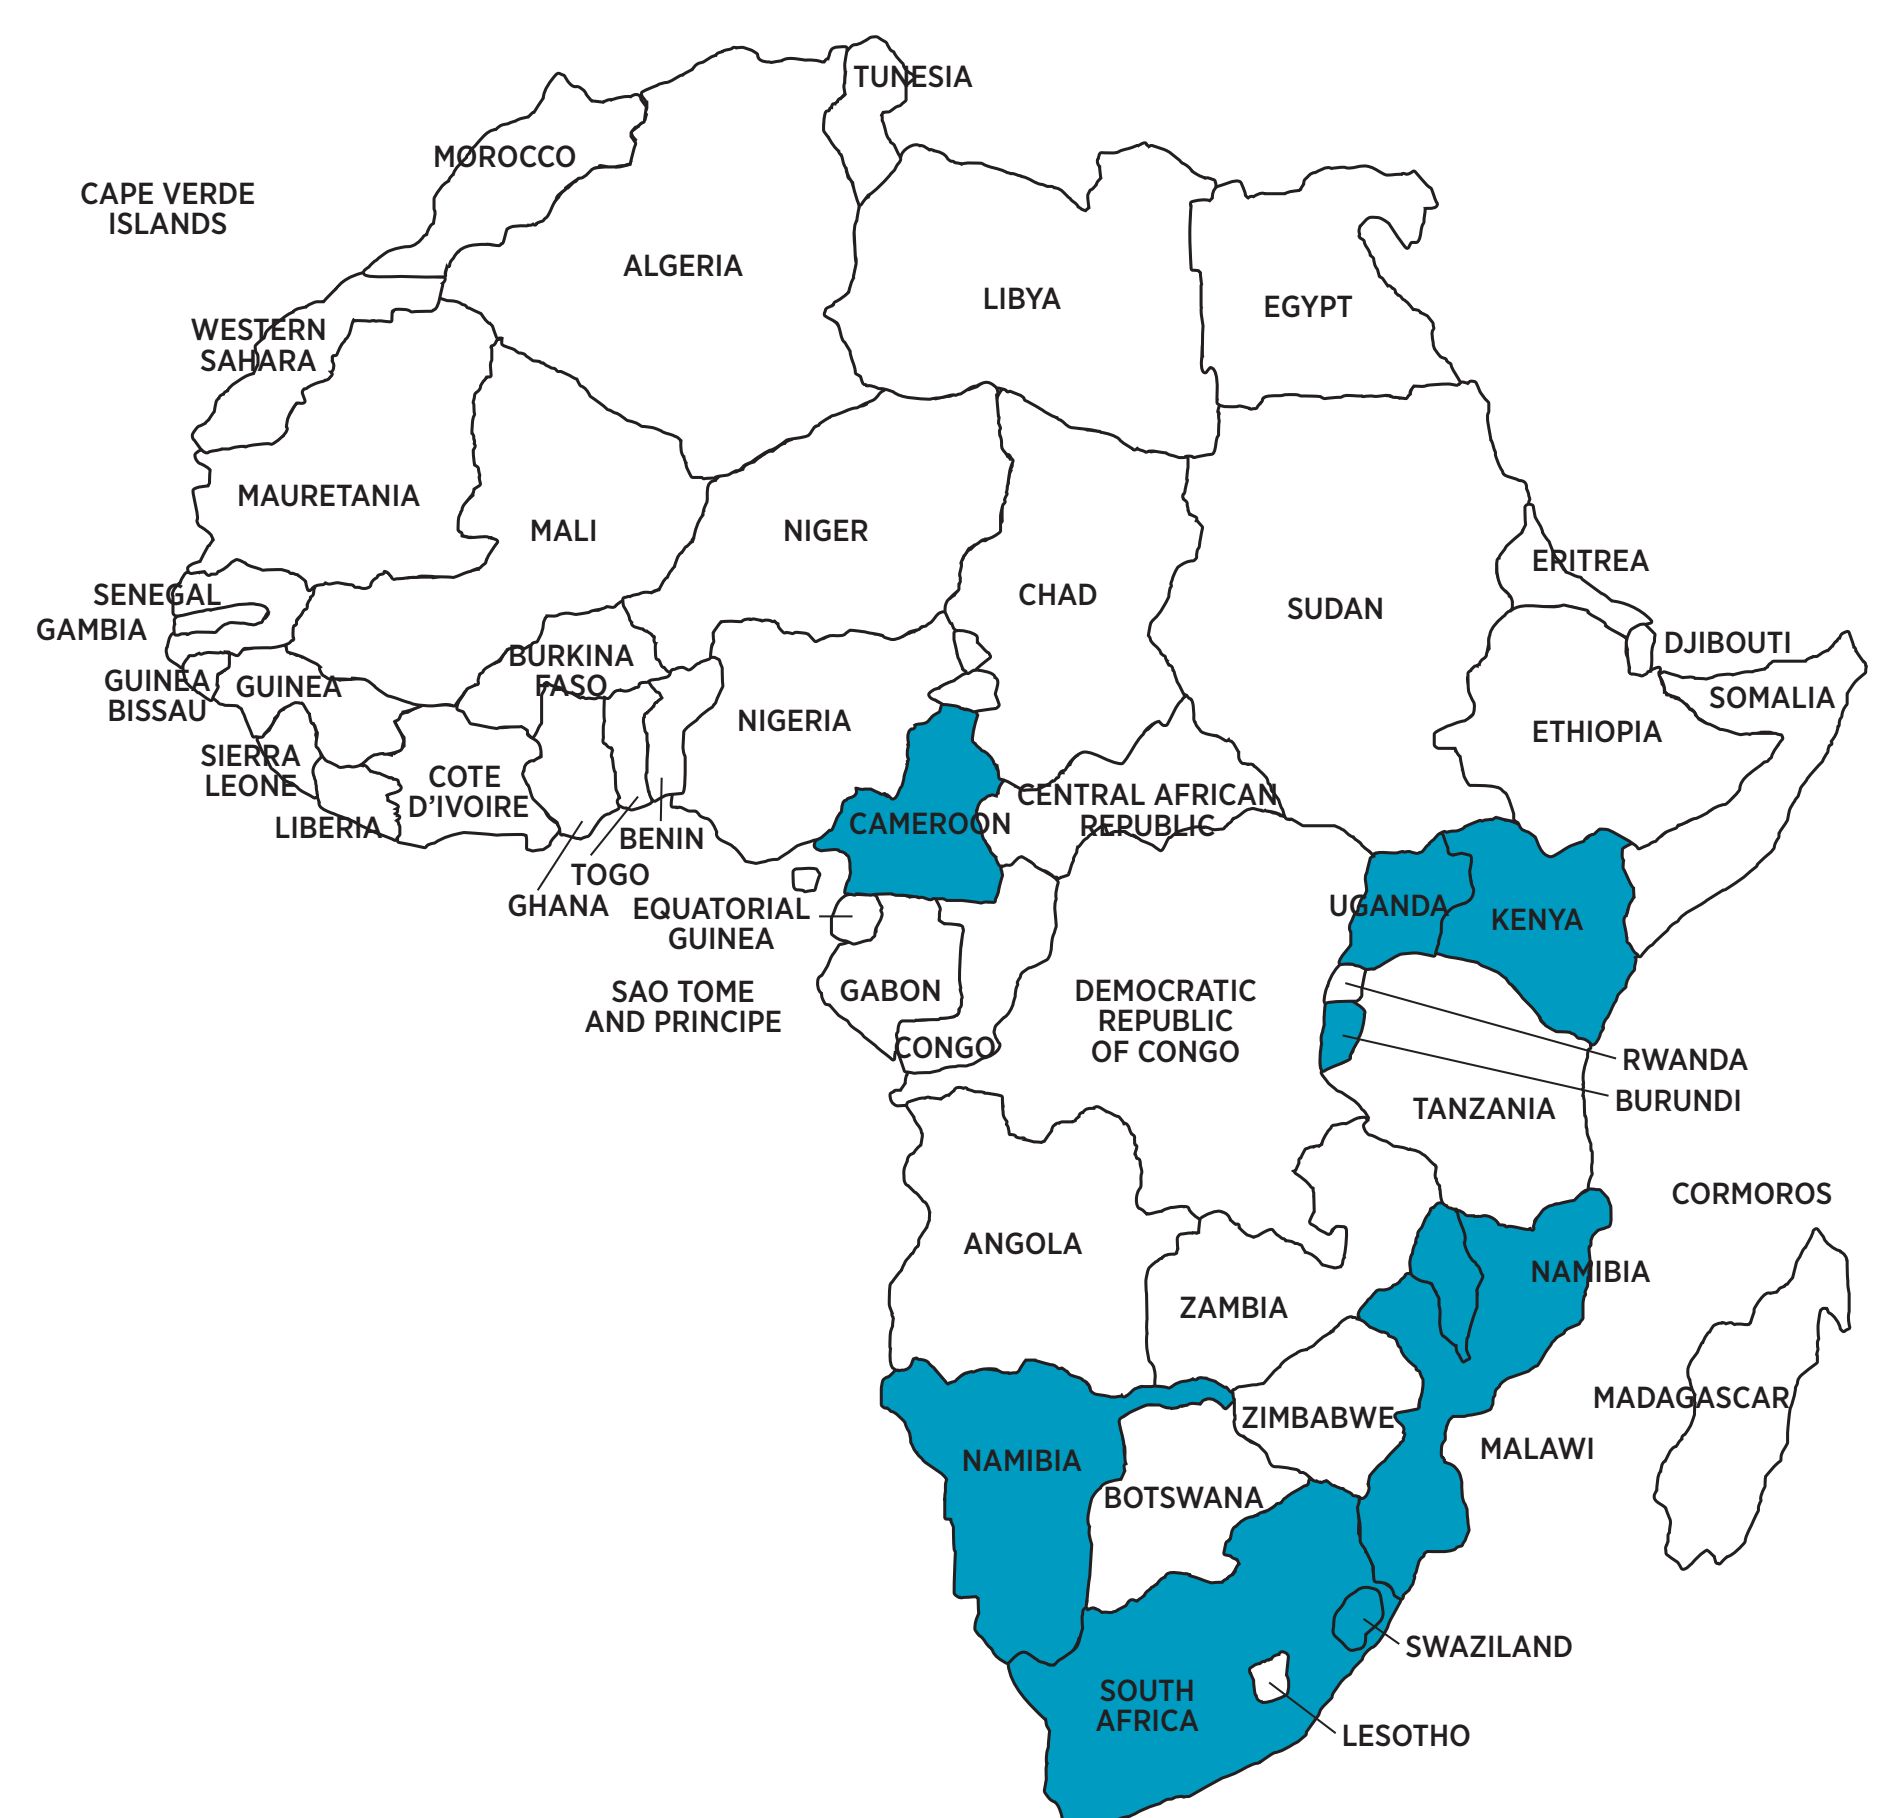 TUNESIA
MOROCCO
CAPE VERDE
ISLANDS
ALGERIA
LIBYA
EGYPT
WESTERN
SAHARA
MAURETANIA
MALI
NIGER
CHAD
SUDAN
ERITREA
SENEGAL
GAMBIA
DJIBOUTI
BURKINA
FASO
GUINEA
BISSAU
GUINEA
SOMALIA
NIGERIA
ETHIOPIA
SIERRA
LEONE
COTE
D’IVOIRE
CENTRAL AFRICAN
REPUBLIC
CAMEROON
LIBERIA
BENIN
TOGO
GHANA
EQUATORIAL
GUINEA
UGANDA
KENYA
SAO TOME
AND PRINCIPE
GABON
DEMOCRATIC
REPUBLIC
OF CONGO
CONGO
RWANDA
BURUNDI
TANZANIA
CORMOROS
ANGOLA
NAMIBIA
ZAMBIA
MADAGASCAR
ZIMBABWE
MALAWI
NAMIBIA
BOTSWANA
SWAZILAND
SOUTH
AFRICA
LESOTHO